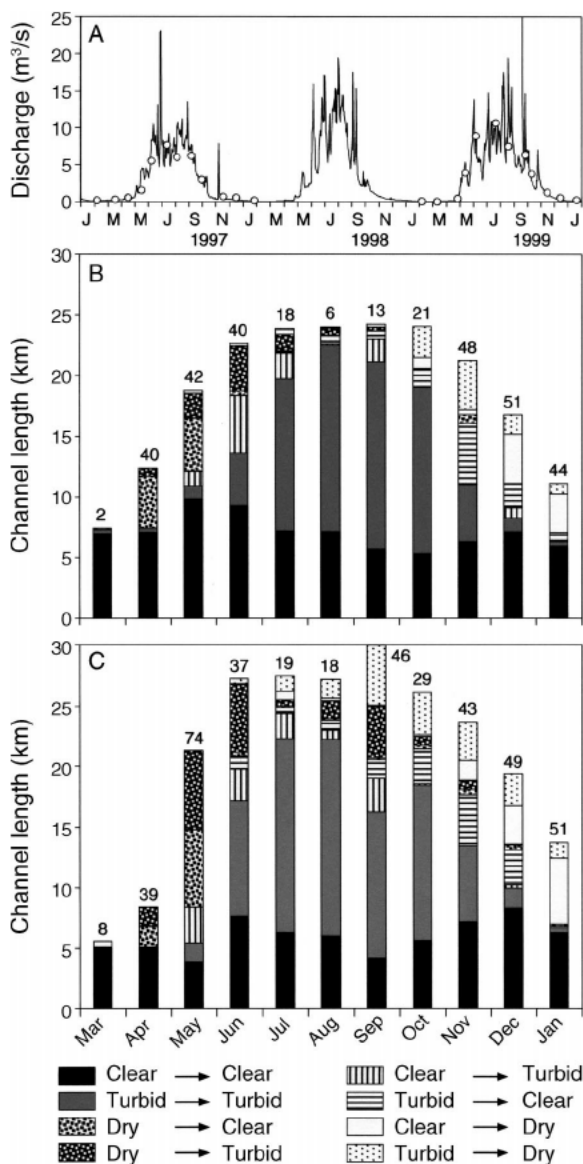 A
Discharge (m³/s)
25
20
15
10
5
0
J M M J S N J M M J S N J M M J S N J
1997 1998 1999
B
Channel length (km)
30
25
20
15
10
5
0
2 40 42 40 18 6 13 21 48 51 44
C
Channel length (km)
30
25
20
15
10
5
0
8 39 74 37 19 18 46 29 43 49 51
Mar Apr May Jun Jul Aug Sep Oct Nov Dec Jan
Clear → Clear
Turbid → Turbid
Dry → Clear
Dry → Turbid
Clear → Turbid
Turbid → Clear
Clear → Dry
Turbid → Dry